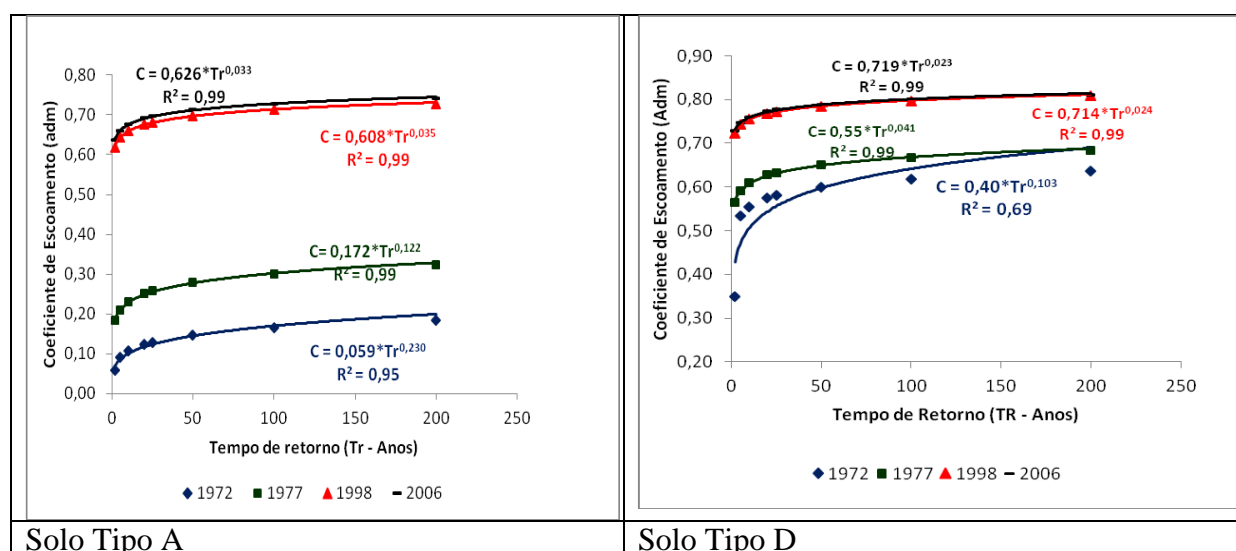 Coeficiente de Escoamento (adm)
0,80
0,70
0,60
0,50
0,40
0,30
0,20
0,10
0,00
C = 0,626*Tr^0,033
R² = 0,99
C = 0,608*Tr^0,035
R² = 0,99
C= 0,172*Tr^0,122
R² = 0,99
C = 0,059*Tr^0,230
R² = 0,95
0 50 100 150 200 250
Tempo de retorno (Tr - Anos)
1972 1977 1998 2006
Solo Tipo A
Coeficiente de Escoamento (Adm)
0,90
0,80
0,70
0,60
0,50
0,40
0,30
0,20
C = 0,719*Tr^0,023
R² = 0,99
C = 0,714*Tr^0,024
R² = 0,99
C = 0,55*Tr^0,041
R² = 0,99
C = 0,40*Tr^0,103
R² = 0,69
0 50 100 150 200 250
Tempo de Retorno (TR - Anos)
1972 1977 1998 2006
Solo Tipo D